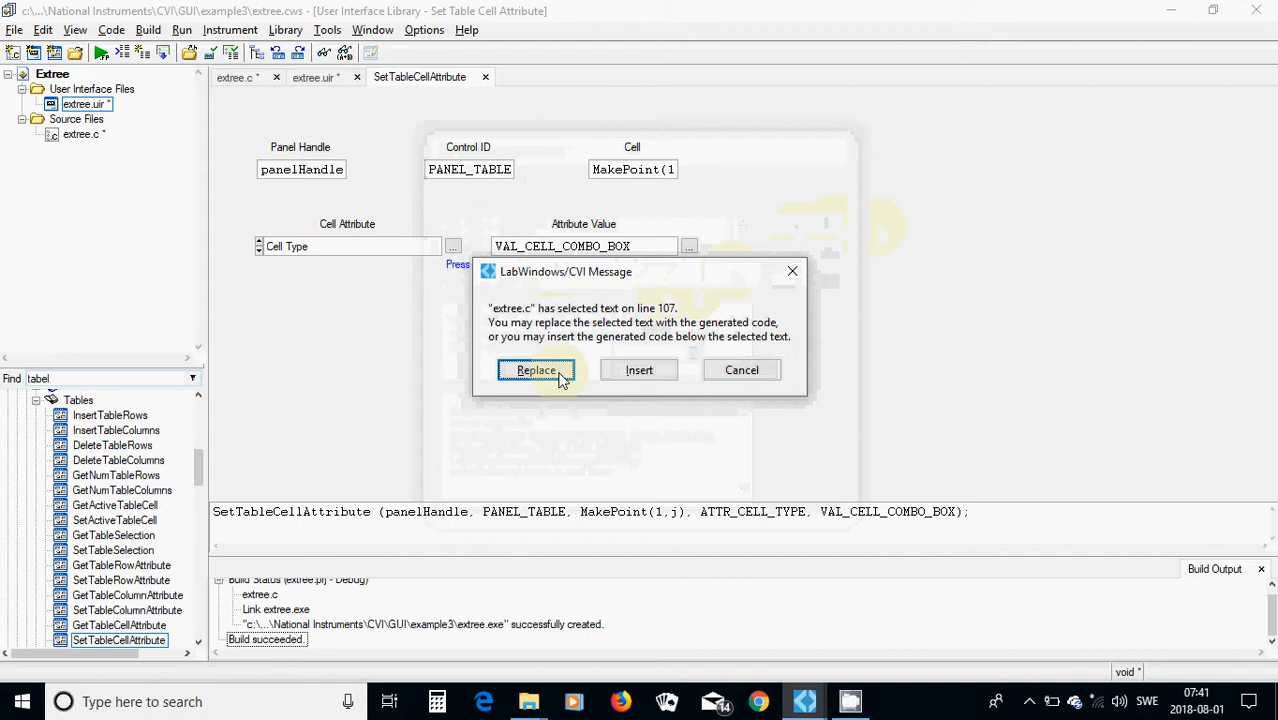 c:\...\National Instruments\CVI\GUI\example3\extree.cws - [User Interface Library - Set Table Cell Attribute]
File Edit View Code Build Run Instrument Library Tools Window Options Help
Extree
User Interface Files
extree.uir *
Source Files
extree.c *
extree.c * extree.uir * SetTableCellAttribute
Panel Handle Control ID Cell
panelHandle PANEL_TABLE MakePoint(1
Cell Attribute Attribute Value
Cell Type ... VAL_CELL_COMBO_BOX ...
Press
LabWindows/CVI Message
"extree.c" has selected text on line 107.
You may replace the selected text with the generated code,
or you may insert the generated code below the selected text.
Replace Insert Cancel
Find tabel
Tables
InsertTableRows
InsertTableColumns
DeleteTableRows
DeleteTableColumns
GetNumTableRows
GetNumTableColumns
GetActiveTableCell
SetActiveTableCell
GetTableSelection
SetTableSelection
GetTableRowAttribute
SetTableRowAttribute
GetTableColumnAttribute
SetTableColumnAttribute
GetTableCellAttribute
SetTableCellAttribute
SetTableCellAttribute (panelHandle, PANEL_TABLE, MakePoint(1,j), ATTR_CELL_TYPE, VAL_CELL_COMBO_BOX);
Build Output
Build Status (extree.prj - Debug)
extree.c
Link extree.exe
"c:\...\National Instruments\CVI\GUI\example3\extree.exe" successfully created.
Build succeeded.
void *
Type here to search
14
SWE
07:41
2018-08-01